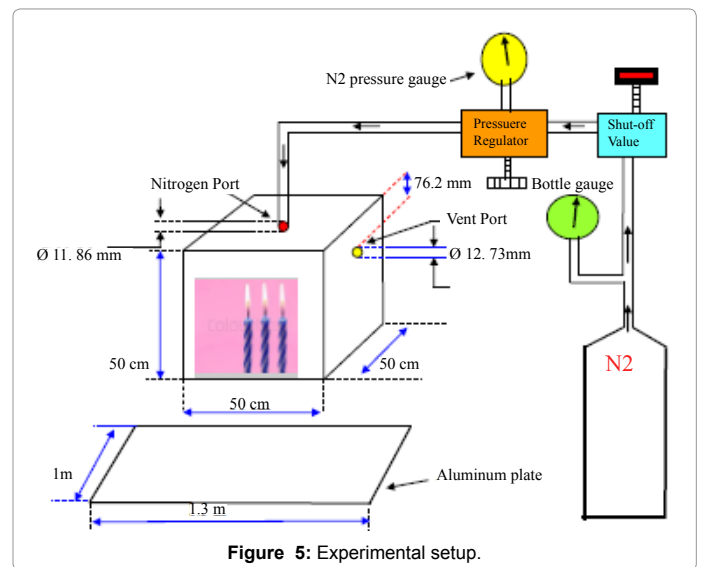 N2 pressure gauge
Pressuere
Regulator
Shut-off
Value
Nitrogen Port
76.2 mm
Bottle gauge
Vent Port
Ø 11. 86 mm
Ø 12. 73mm
50 cm
50 cm
N2
50 cm
1m
Aluminum plate
1.3 m
Figure 5: Experimental setup.